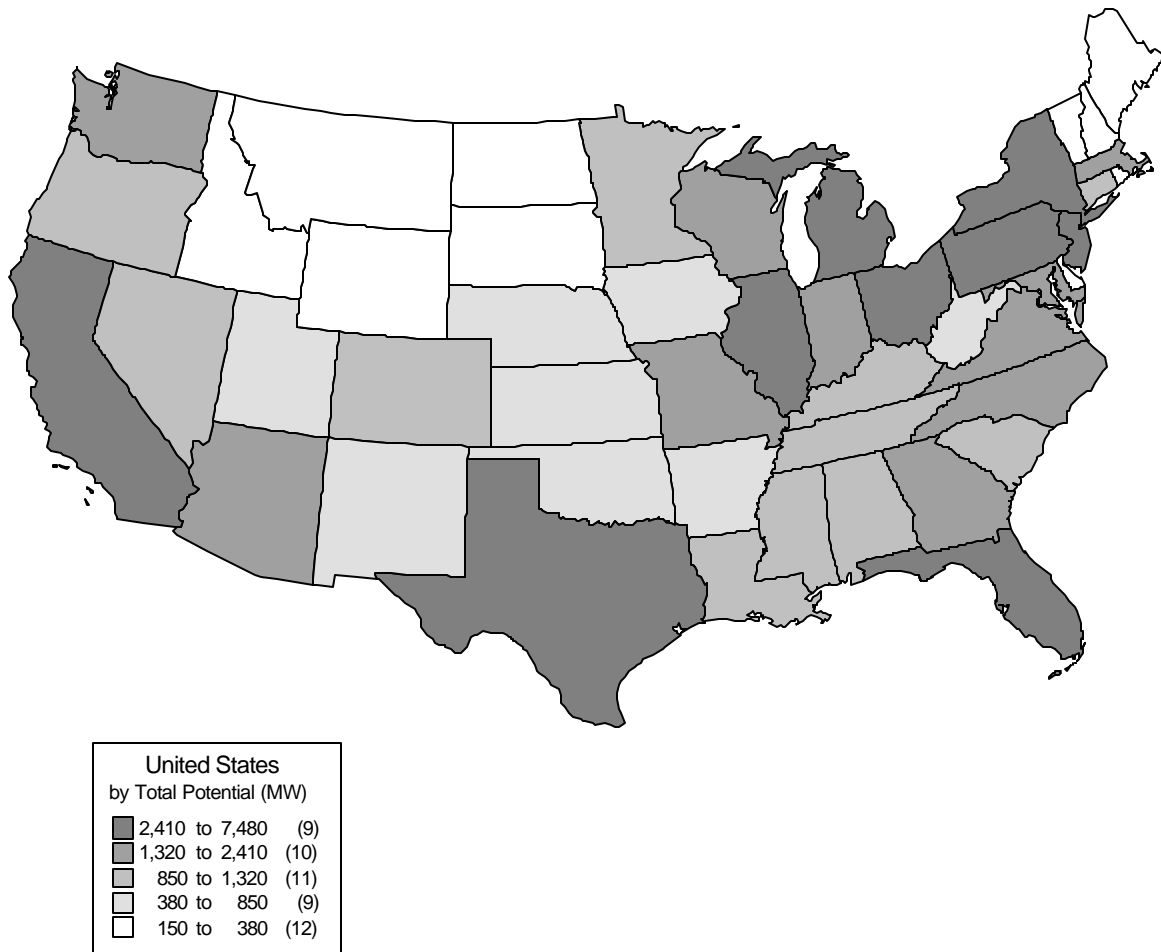 United States
by Total Potential (MW)
2,410 to 7,480 (9)
1,320 to 2,410 (10)
850 to 1,320 (11)
380 to 850 (9)
150 to 380 (12)